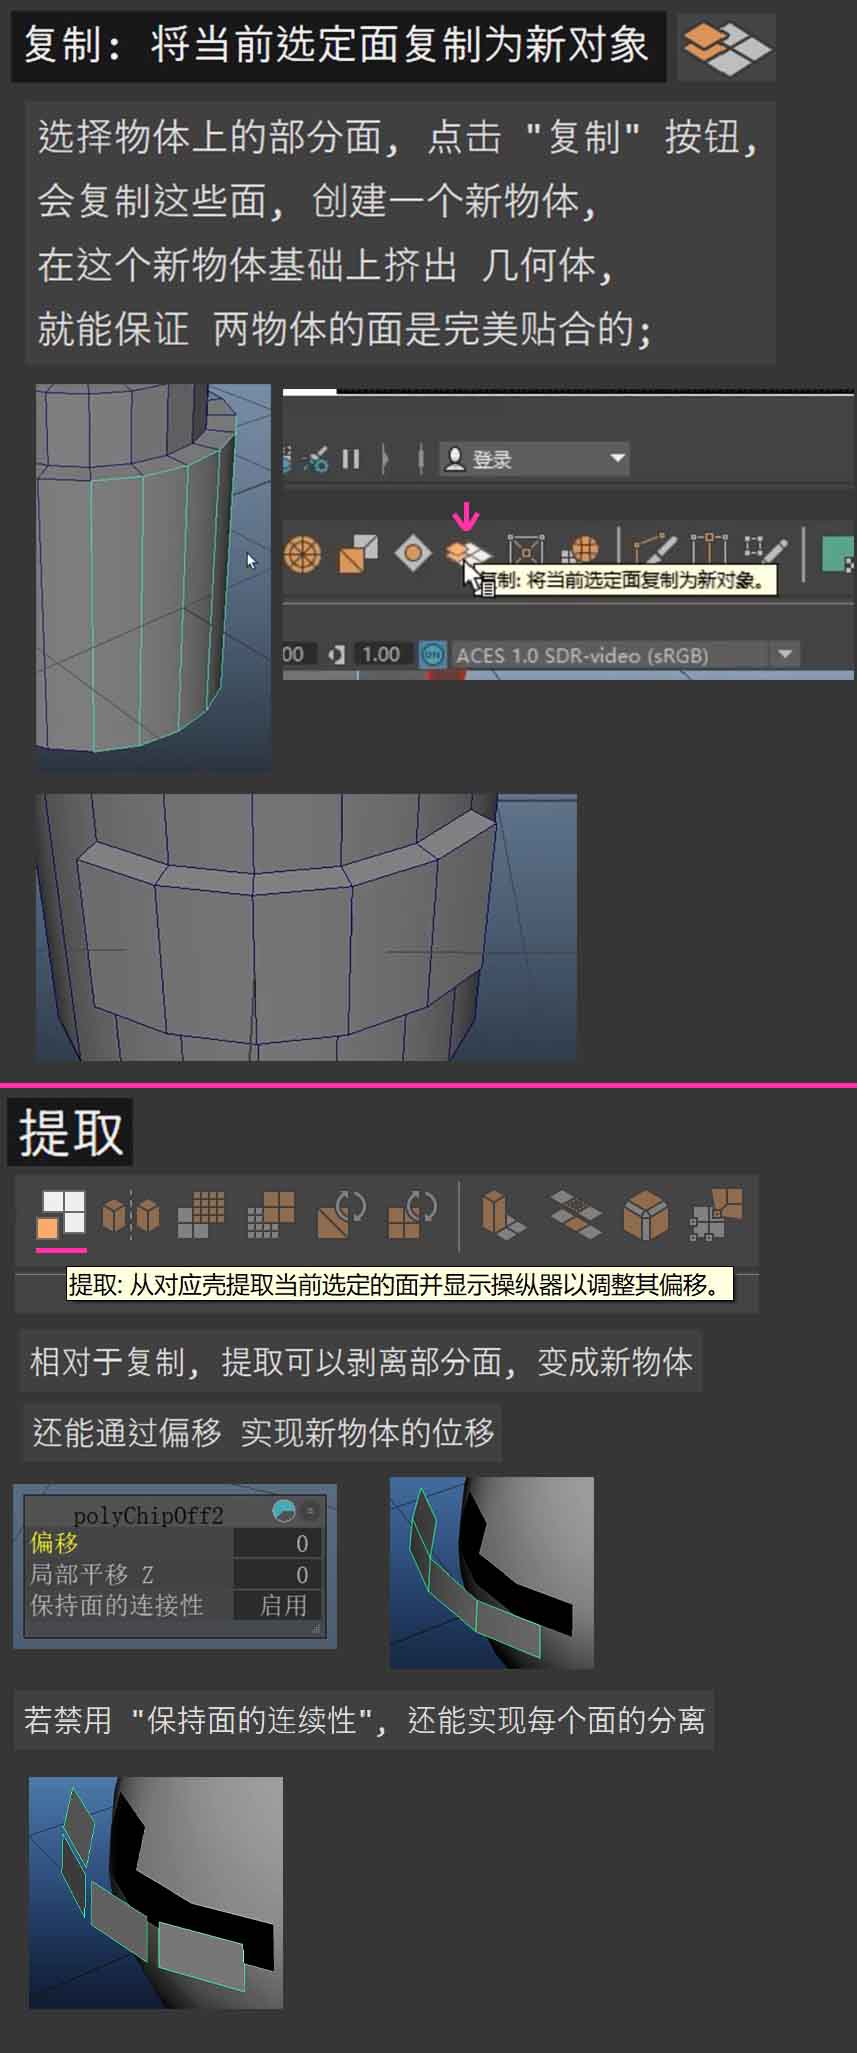 复制: 将当前选定面复制为新对象
选择物体上的部分面, 点击 "复制" 按钮,
会复制这些面, 创建一个新物体,
在这个新物体基础上挤出 几何体,
就能保证 两物体的面是完美贴合的;
登录
制: 将当前选定面复制为新对象。
00 1.00 ON ACES 1.0 SDR-video (sRGB)
提取
提取: 从对应壳提取当前选定的面并显示操纵器以调整其偏移。
相对于复制, 提取可以剥离部分面, 变成新物体
还能通过偏移 实现新物体的位移
polyChipOff2
偏移 0
局部平移 Z 0
保持面的连接性 启用
若禁用 "保持面的连续性", 还能实现每个面的分离